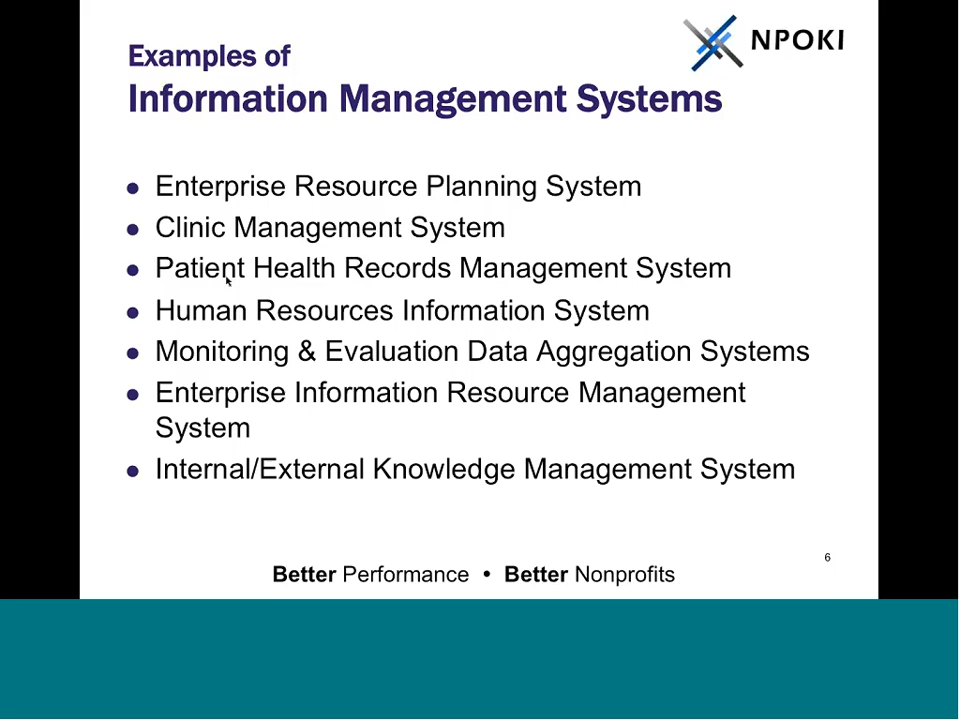 NPOKI
Examples of
Information Management Systems
● Enterprise Resource Planning System
● Clinic Management System
● Patient Health Records Management System
● Human Resources Information System
● Monitoring & Evaluation Data Aggregation Systems
● Enterprise Information Resource Management
System
● Internal/External Knowledge Management System
6
Better Performance • Better Nonprofits